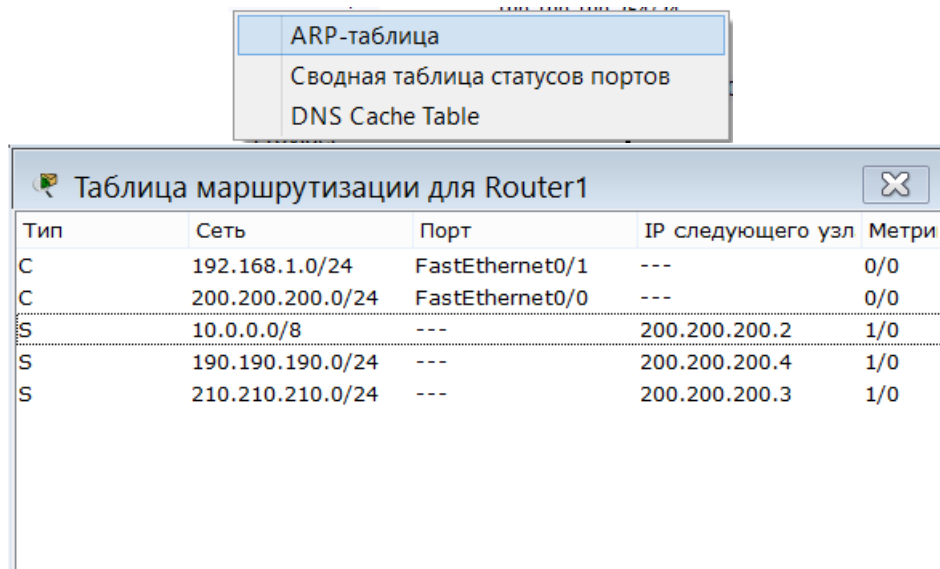 ARP-таблица
Сводная таблица статусов портов
DNS Cache Table
Таблица маршрутизации для Router1
Тип Сеть Порт IP следующего узл Метри
C 192.168.1.0/24 FastEthernet0/1 --- 0/0
C 200.200.200.0/24 FastEthernet0/0 --- 0/0
S 10.0.0.0/8 --- 200.200.200.2 1/0
S 190.190.190.0/24 --- 200.200.200.4 1/0
S 210.210.210.0/24 --- 200.200.200.3 1/0